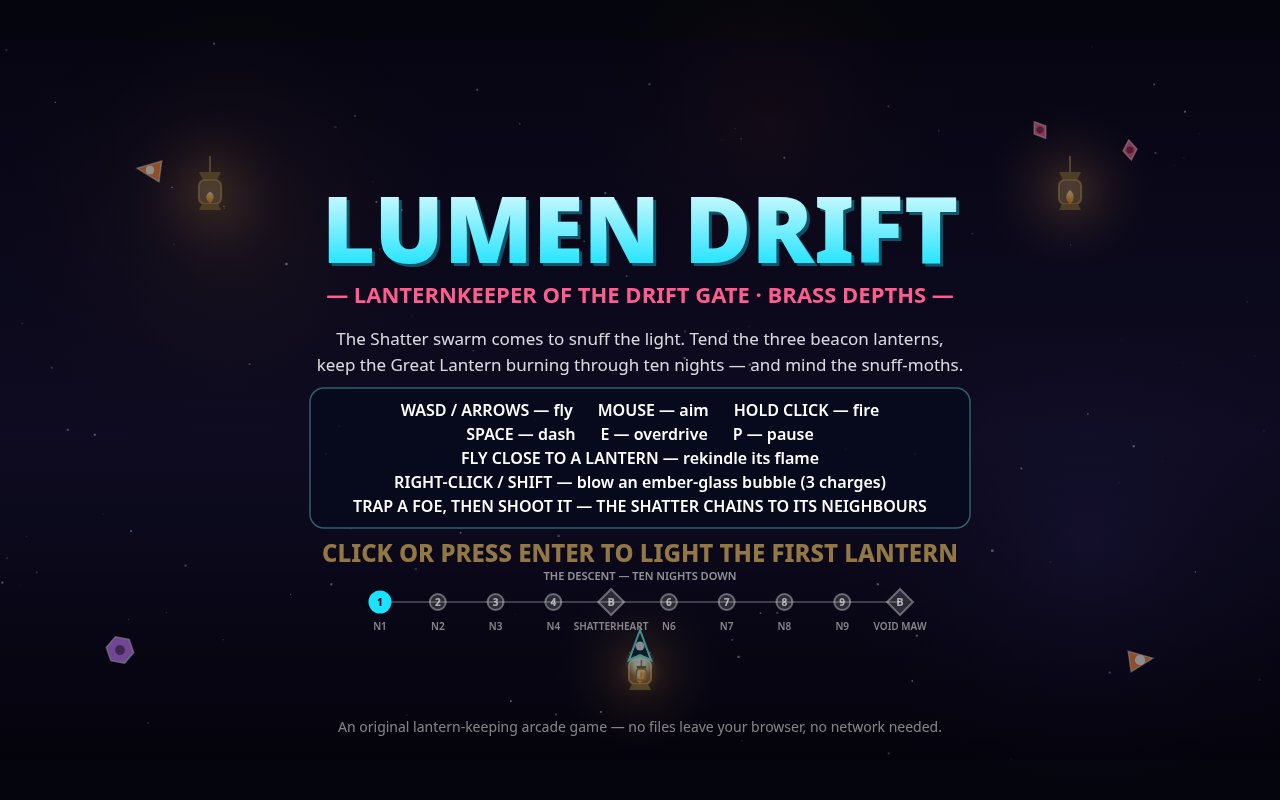 LUMEN DRIFT
— LANTERNKEEPER OF THE DRIFT GATE · BRASS DEPTHS —
The Shatter swarm comes to snuff the light. Tend the three beacon lanterns,
keep the Great Lantern burning through ten nights — and mind the snuff-moths.
WASD / ARROWS — fly MOUSE — aim HOLD CLICK — fire
SPACE — dash E — overdrive P — pause
FLY CLOSE TO A LANTERN — rekindle its flame
RIGHT-CLICK / SHIFT — blow an ember-glass bubble (3 charges)
TRAP A FOE, THEN SHOOT IT — THE SHATTER CHAINS TO ITS NEIGHBOURS
CLICK OR PRESS ENTER TO LIGHT THE FIRST LANTERN
THE DESCENT — TEN NIGHTS DOWN
1 2 3 4 B 6 7 8 9 B
N1 N2 N3 N4 SHATTERHEART N6 N7 N8 N9 VOID MAW
An original lantern-keeping arcade game — no files leave your browser, no network needed.